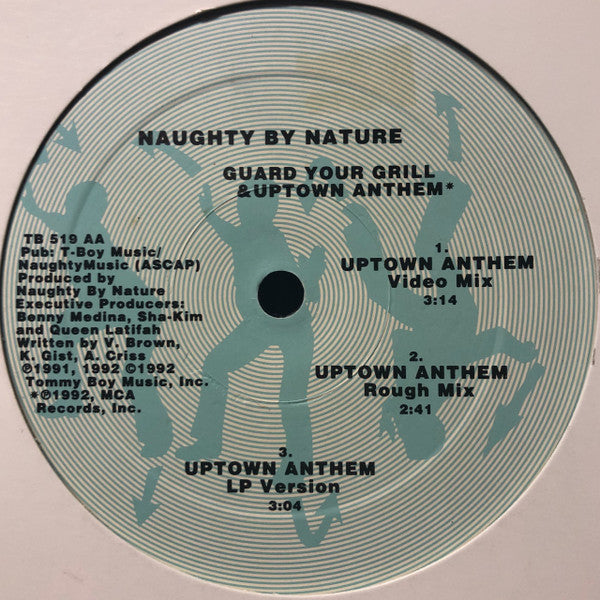 NAUGHTY BY NATURE
GUARD YOUR GRILL
&UPTOWN ANTHEM*
TB 519 AA
Pub: T-Boy Music/
NaughtyMusic (ASCAP)
Produced by
Naughty By Nature
Executive Producers:
Benny Medina, Sha-Kim
and Queen Latifah
Written by V. Brown,
K. Gist, A. Criss
℗1991, 1992 ©1992
Tommy Boy Music, Inc.
*℗1992, MCA
Records, Inc.
1.
UPTOWN ANTHEM
Video Mix
3:14
2.
UPTOWN ANTHEM
Rough Mix
2:41
3.
UPTOWN ANTHEM
LP Version
3:04